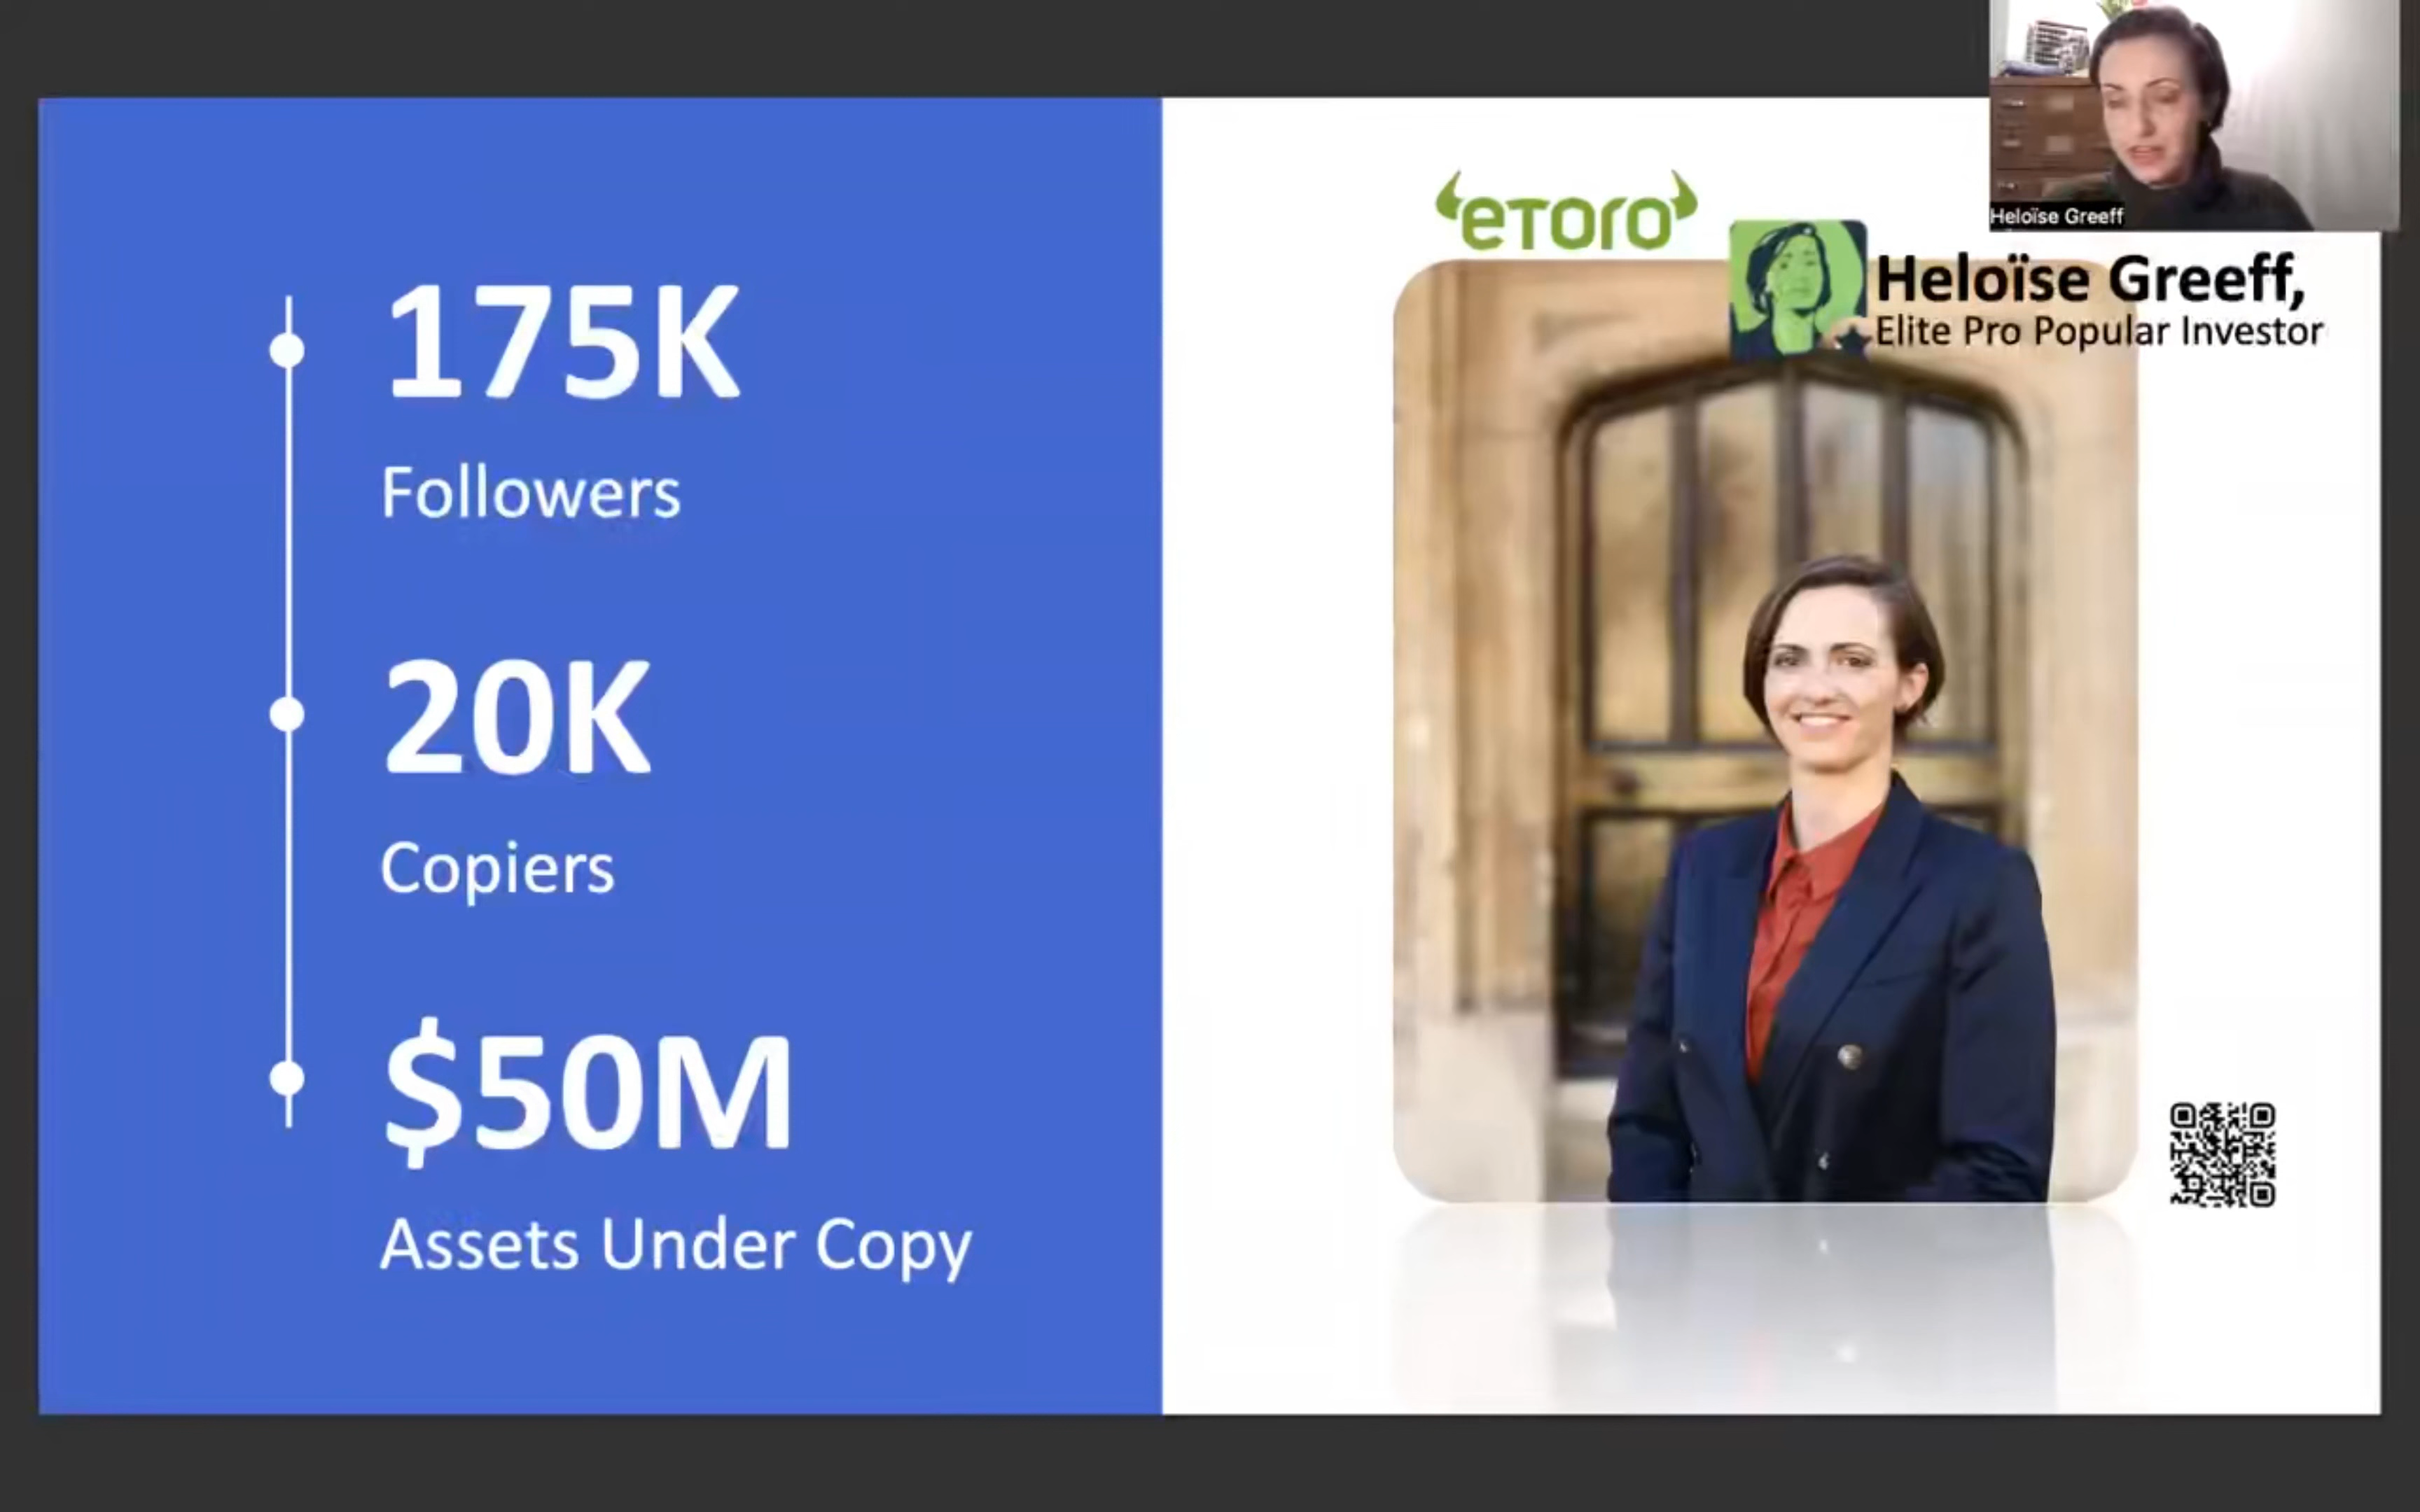 175K
Followers
20K
Copiers
$50M
Assets Under Copy
eToro
Heloïse Greeff,
Elite Pro Popular Investor
Heloïse Greeff